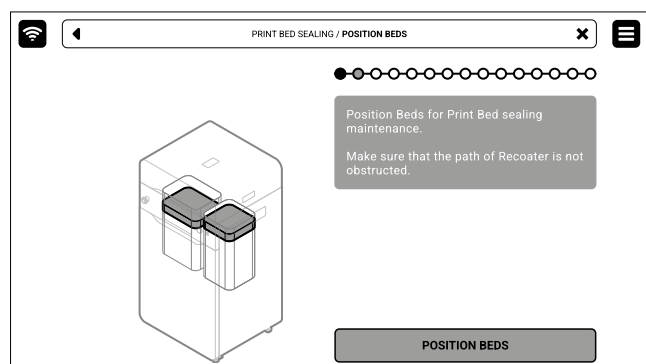 PRINT BED SEALING / POSITION BEDS
Position Beds for Print Bed sealing
maintenance.
Make sure that the path of Recoater is not
obstructed.
POSITION BEDS